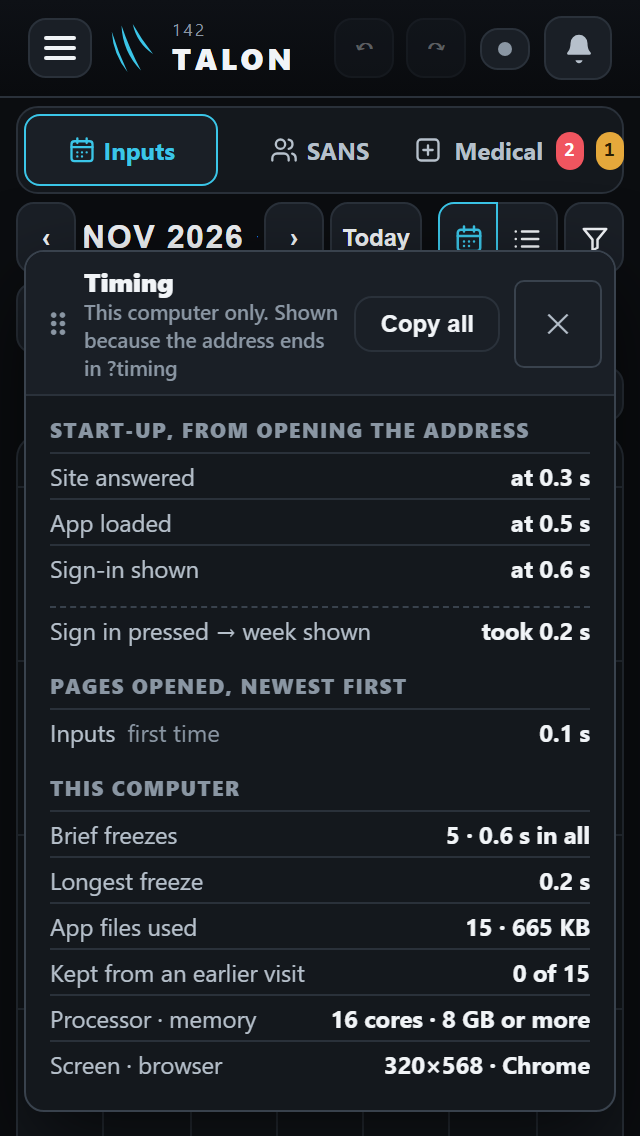 142
TALON
Inputs
SANS
Medical
2
1
‹
NOV 2026
›
Today
Timing
This computer only. Shown
because the address ends
in ?timing
Copy all
START-UP, FROM OPENING THE ADDRESS
Site answered at 0.3 s
App loaded at 0.5 s
Sign-in shown at 0.6 s
Sign in pressed → week shown took 0.2 s
PAGES OPENED, NEWEST FIRST
Inputs first time 0.1 s
THIS COMPUTER
Brief freezes 5 · 0.6 s in all
Longest freeze 0.2 s
App files used 15 · 665 KB
Kept from an earlier visit 0 of 15
Processor · memory 16 cores · 8 GB or more
Screen · browser 320×568 · Chrome